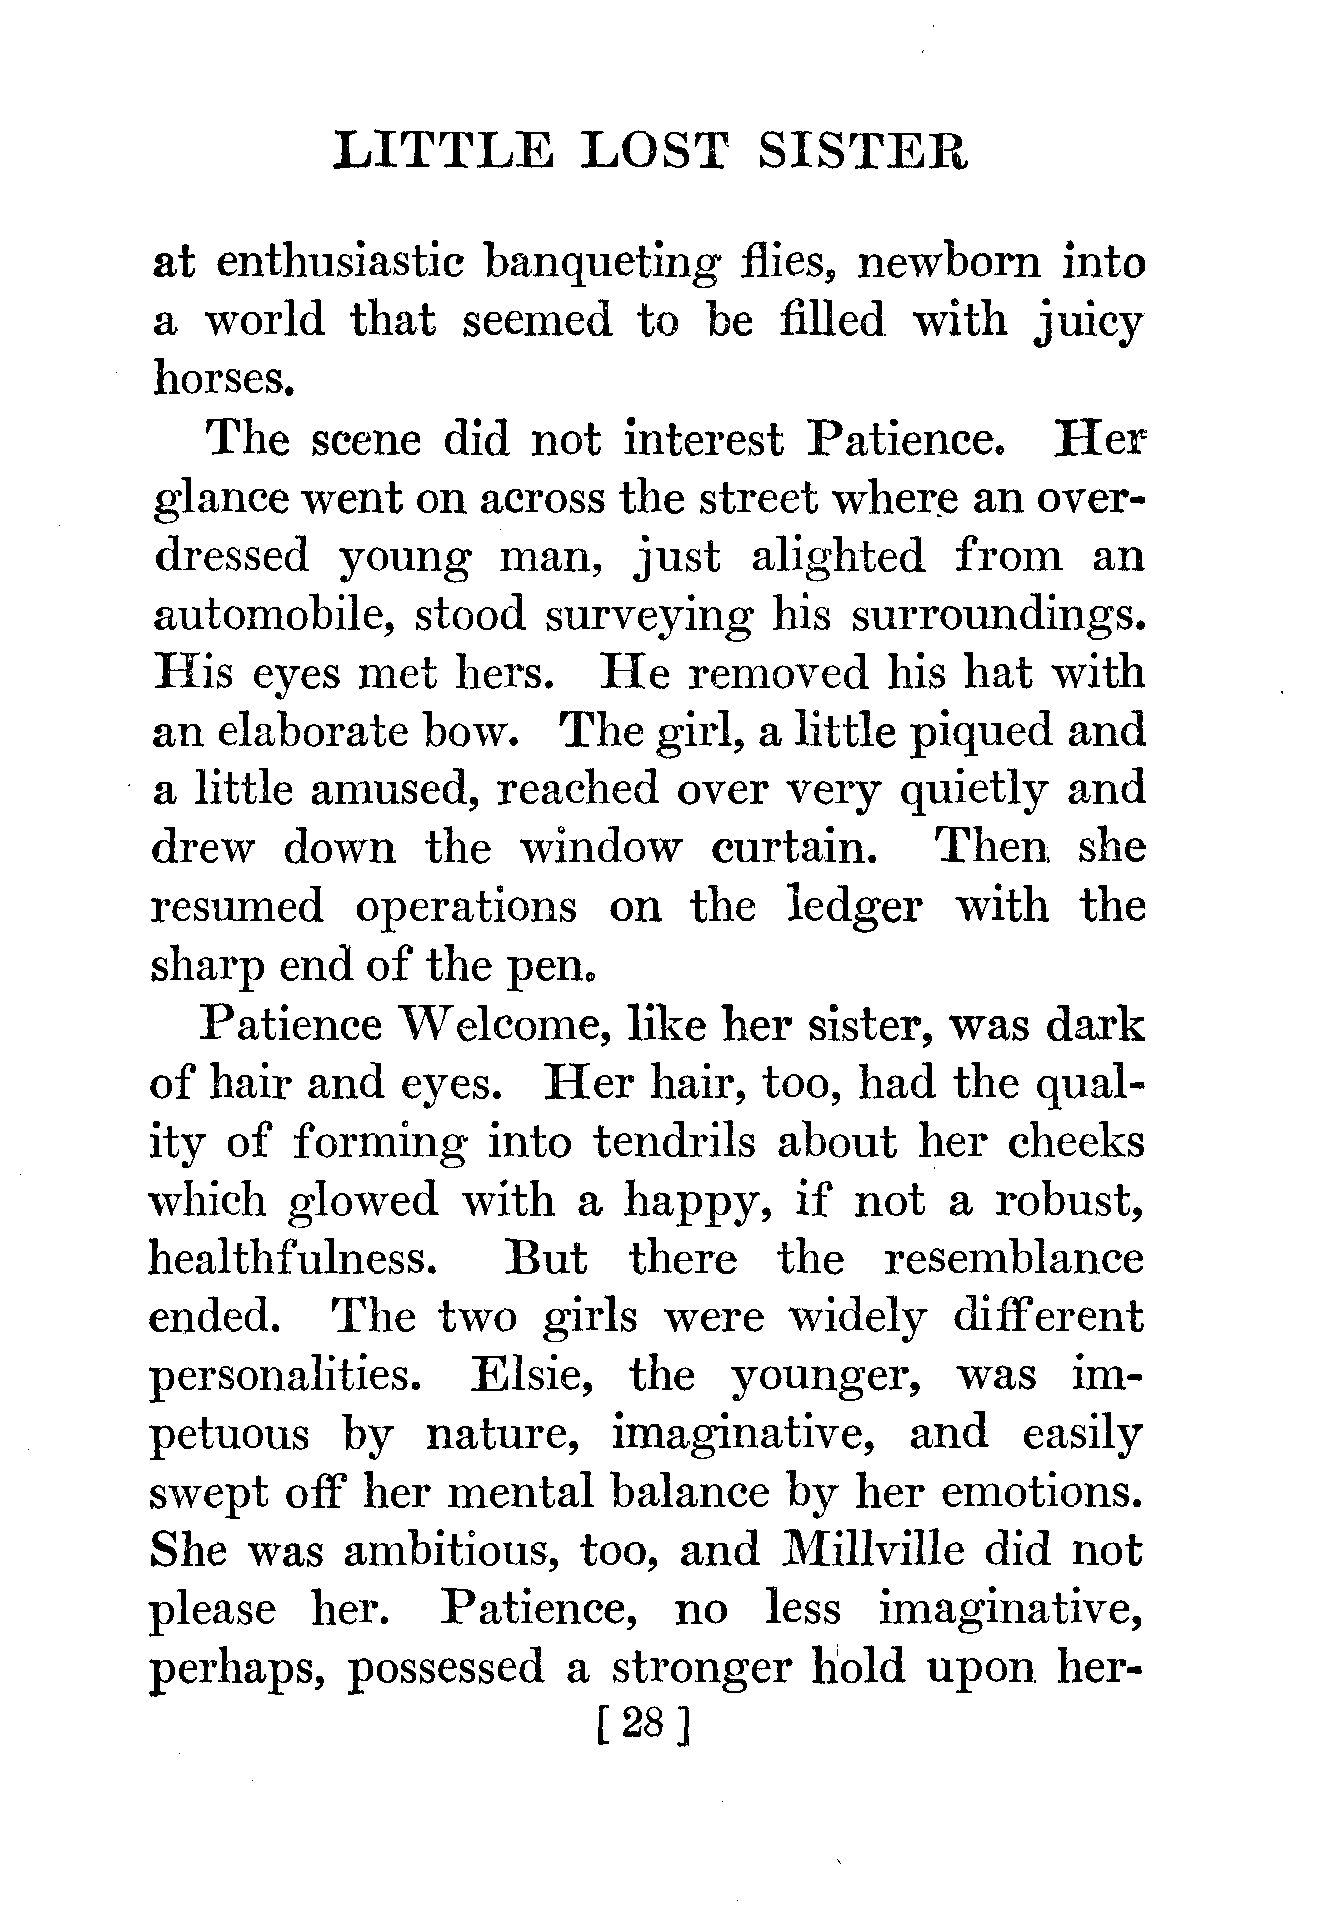 LITTLE LOST SISTER
at enthusiastic banqueting flies, newborn into
a world that seemed to be filled with juicy
horses.
The scene did not interest Patience. Her
glance went on across the street where an over-
dressed young man, just alighted from an
automobile, stood surveying his surroundings.
His eyes met hers. He removed his hat with
an elaborate bow. The girl, a little piqued and
a little amused, reached over very quietly and
drew down the window curtain. Then she
resumed operations on the ledger with the
sharp end of the pen.
Patience Welcome, like her sister, was dark
of hair and eyes. Her hair, too, had the qual-
ity of forming into tendrils about her cheeks
which glowed with a happy, if not a robust,
healthfulness. But there the resemblance
ended. The two girls were widely different
personalities. Elsie, the younger, was im-
petuous by nature, imaginative, and easily
swept off her mental balance by her emotions.
She was ambitious, too, and Millville did not
please her. Patience, no less imaginative,
perhaps, possessed a stronger hold upon her-
[ 28 ]